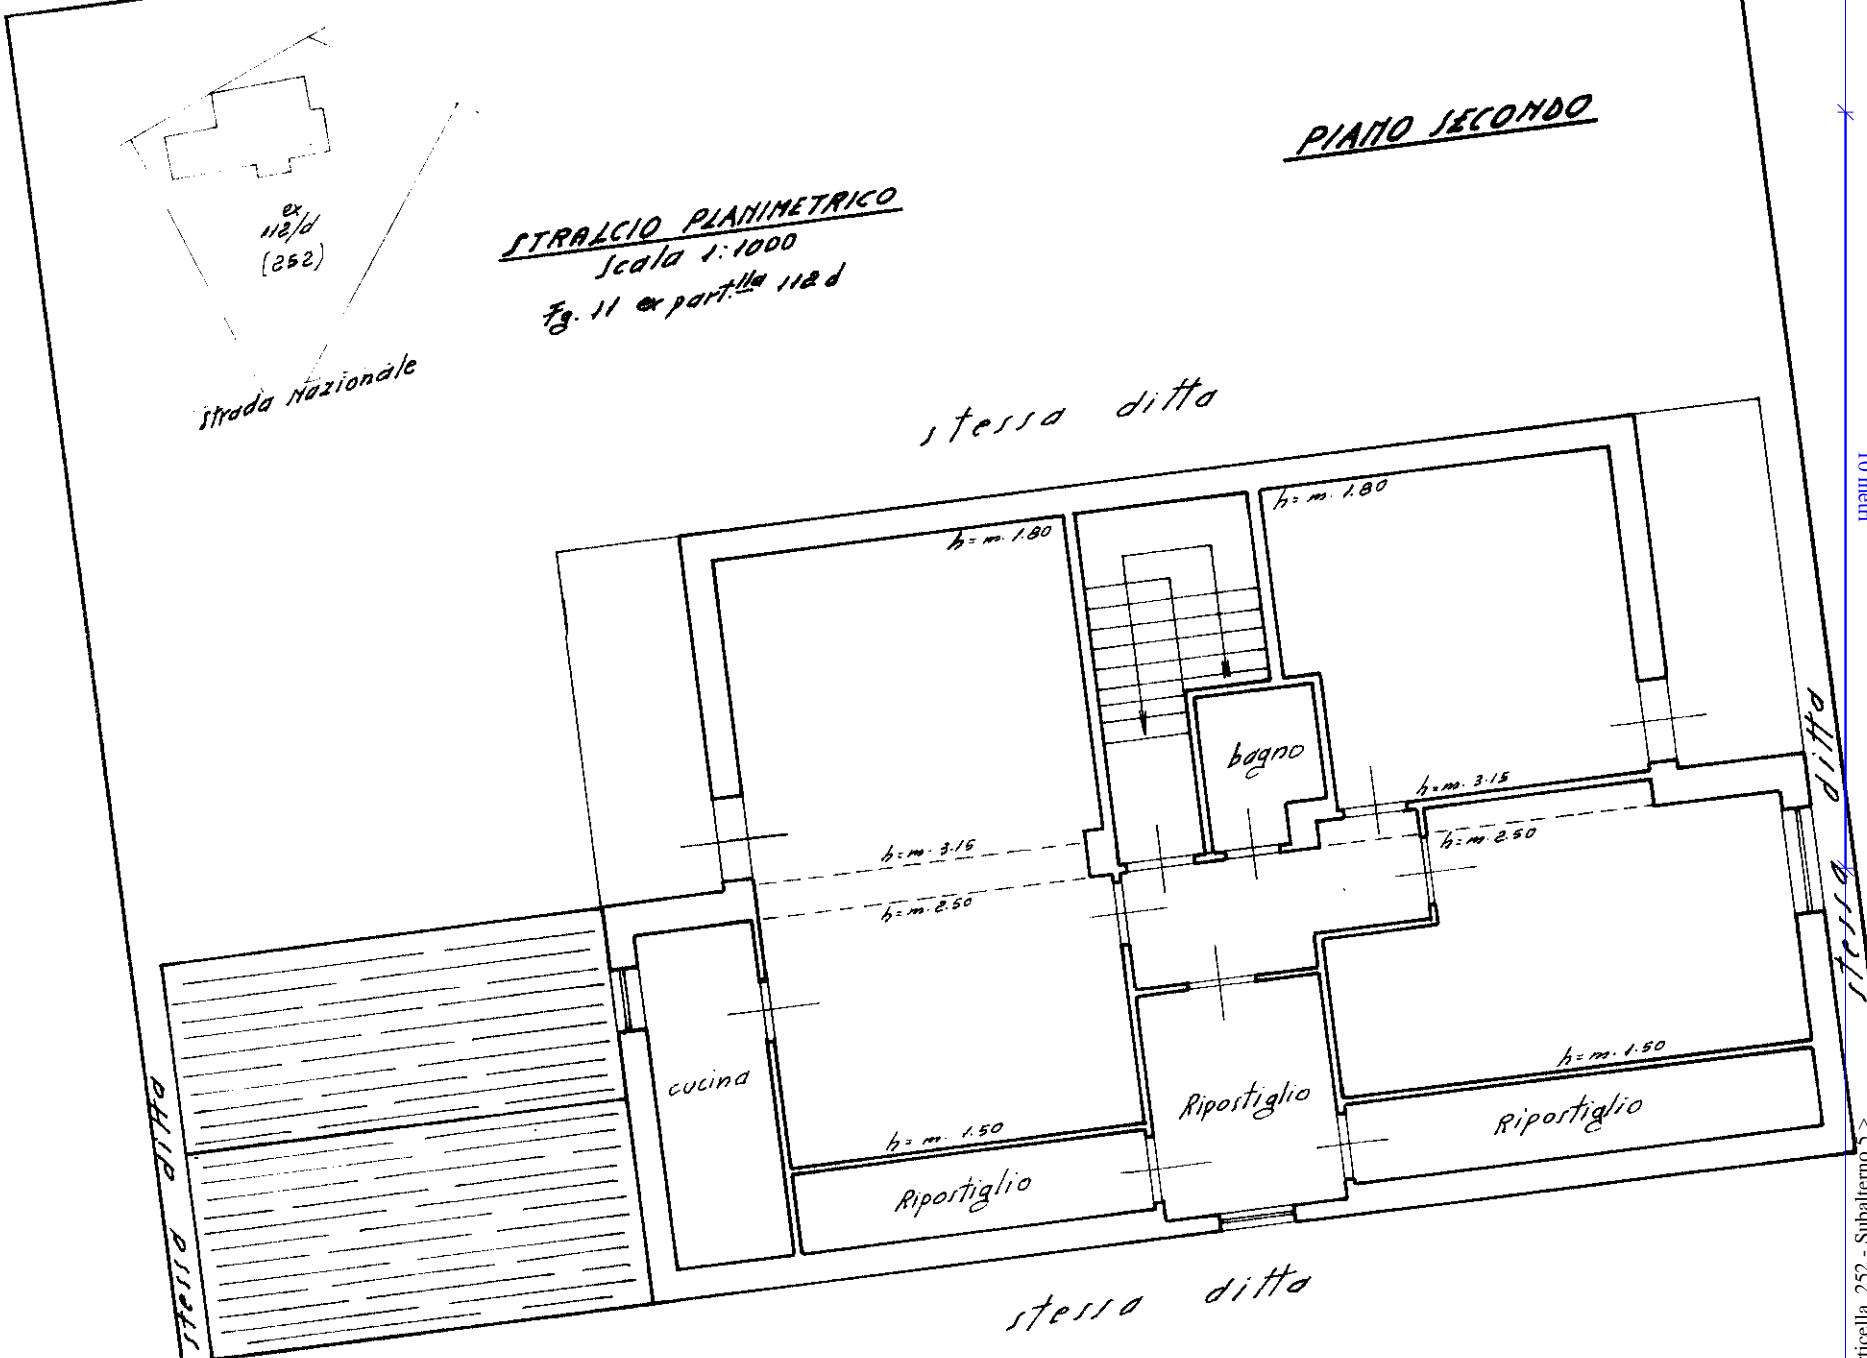 PIANO SECONDO
STRALCIO PLANIMETRICO
Scala 1:1000
Fg. 11 ex part.lla 112 d
ex
112/d
(252)
Strada Nazionale
stessa ditta
h= m. 1.80
h= m. 1.80
bagno
h= m. 3.15
h= m. 2.50
h= m. 3.15
h= m. 2.50
cucina
h= m. 1.50
h= m. 1.50
Ripostiglio
Ripostiglio
Ripostiglio
stessa ditta
stessa ditta
stessa ditta
10 metri
252 - Subalterno 5 >